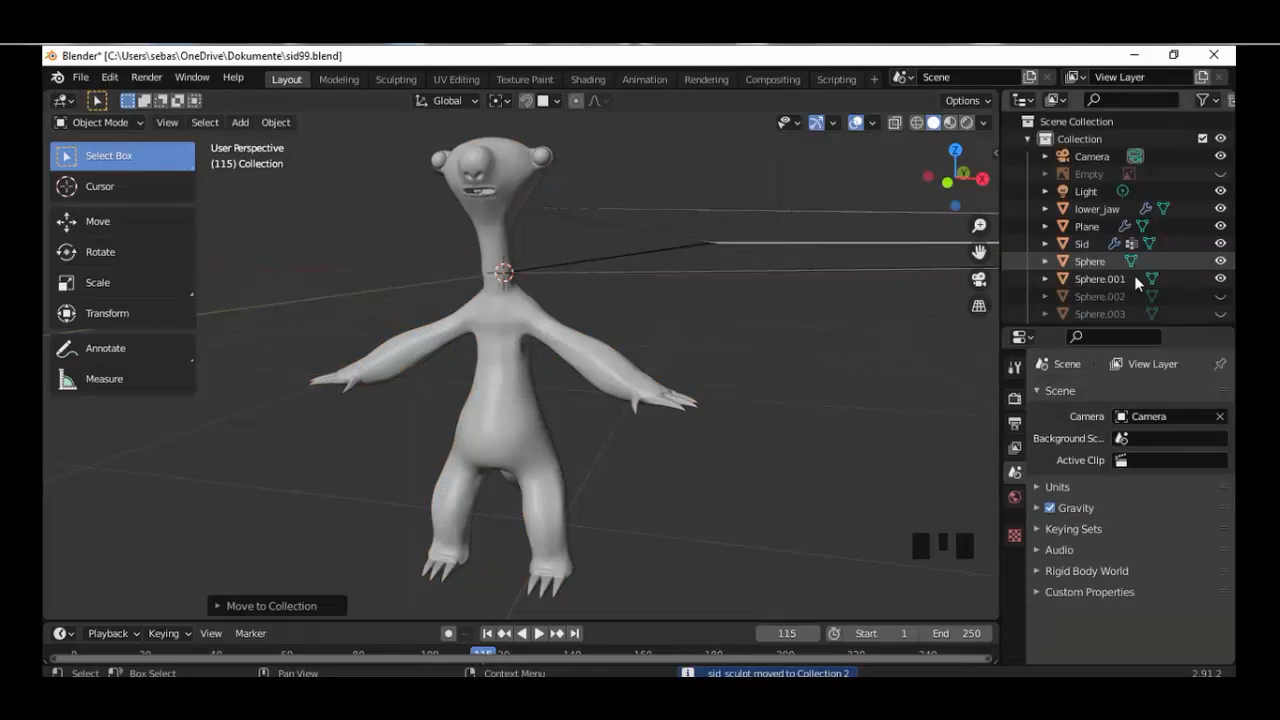 Blender* [C:\Users\sebas\OneDrive\Dokumente\sid99.blend]
File Edit Render Window Help Layout Modeling Sculpting UV Editing Texture Paint Shading Animation Rendering Compositing Scripting + Scene View Layer
Global Options
Object Mode View Select Add Object
Scene Collection
Collection
Camera
Empty
Light
lower_jaw
Plane
Sid
Sphere
Sphere.001
Sphere.002
Sphere.003
Select Box
Cursor
Move
Rotate
Scale
Transform
Annotate
Measure
User Perspective
(115) Collection
Z
Y
X
Scene View Layer
Scene
Camera Camera
Background Sc...
Active Clip
Units
Gravity
Keying Sets
Audio
Rigid Body World
Custom Properties
Move to Collection
Playback Keying View Marker 115 Start 1 End 250
Select Box Select Pan View Context Menu sid_sculpt moved to Collection 2 2.91.2